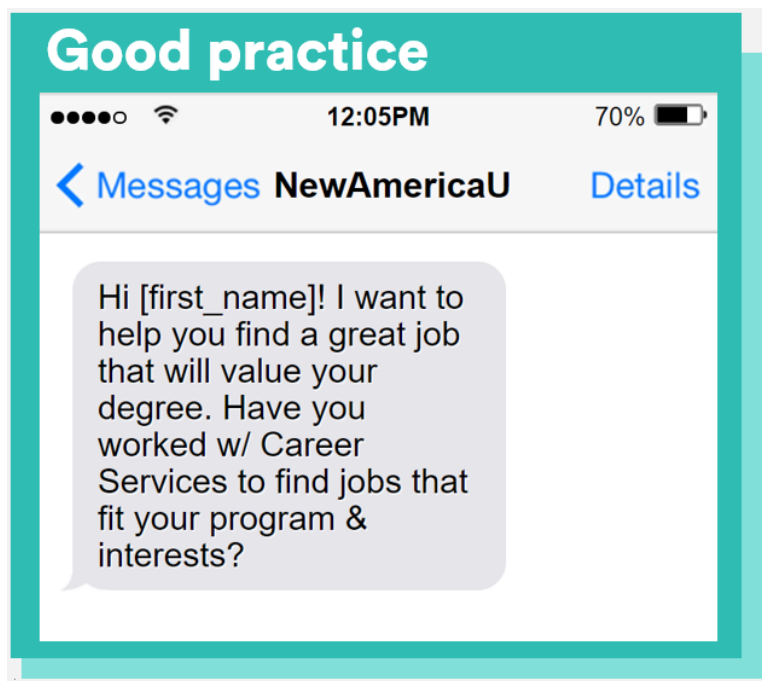 Good practice
12:05PM 70%
Messages NewAmericaU Details
Hi [first_name]! I want to
help you find a great job
that will value your
degree. Have you
worked w/ Career
Services to find jobs that
fit your program &
interests?